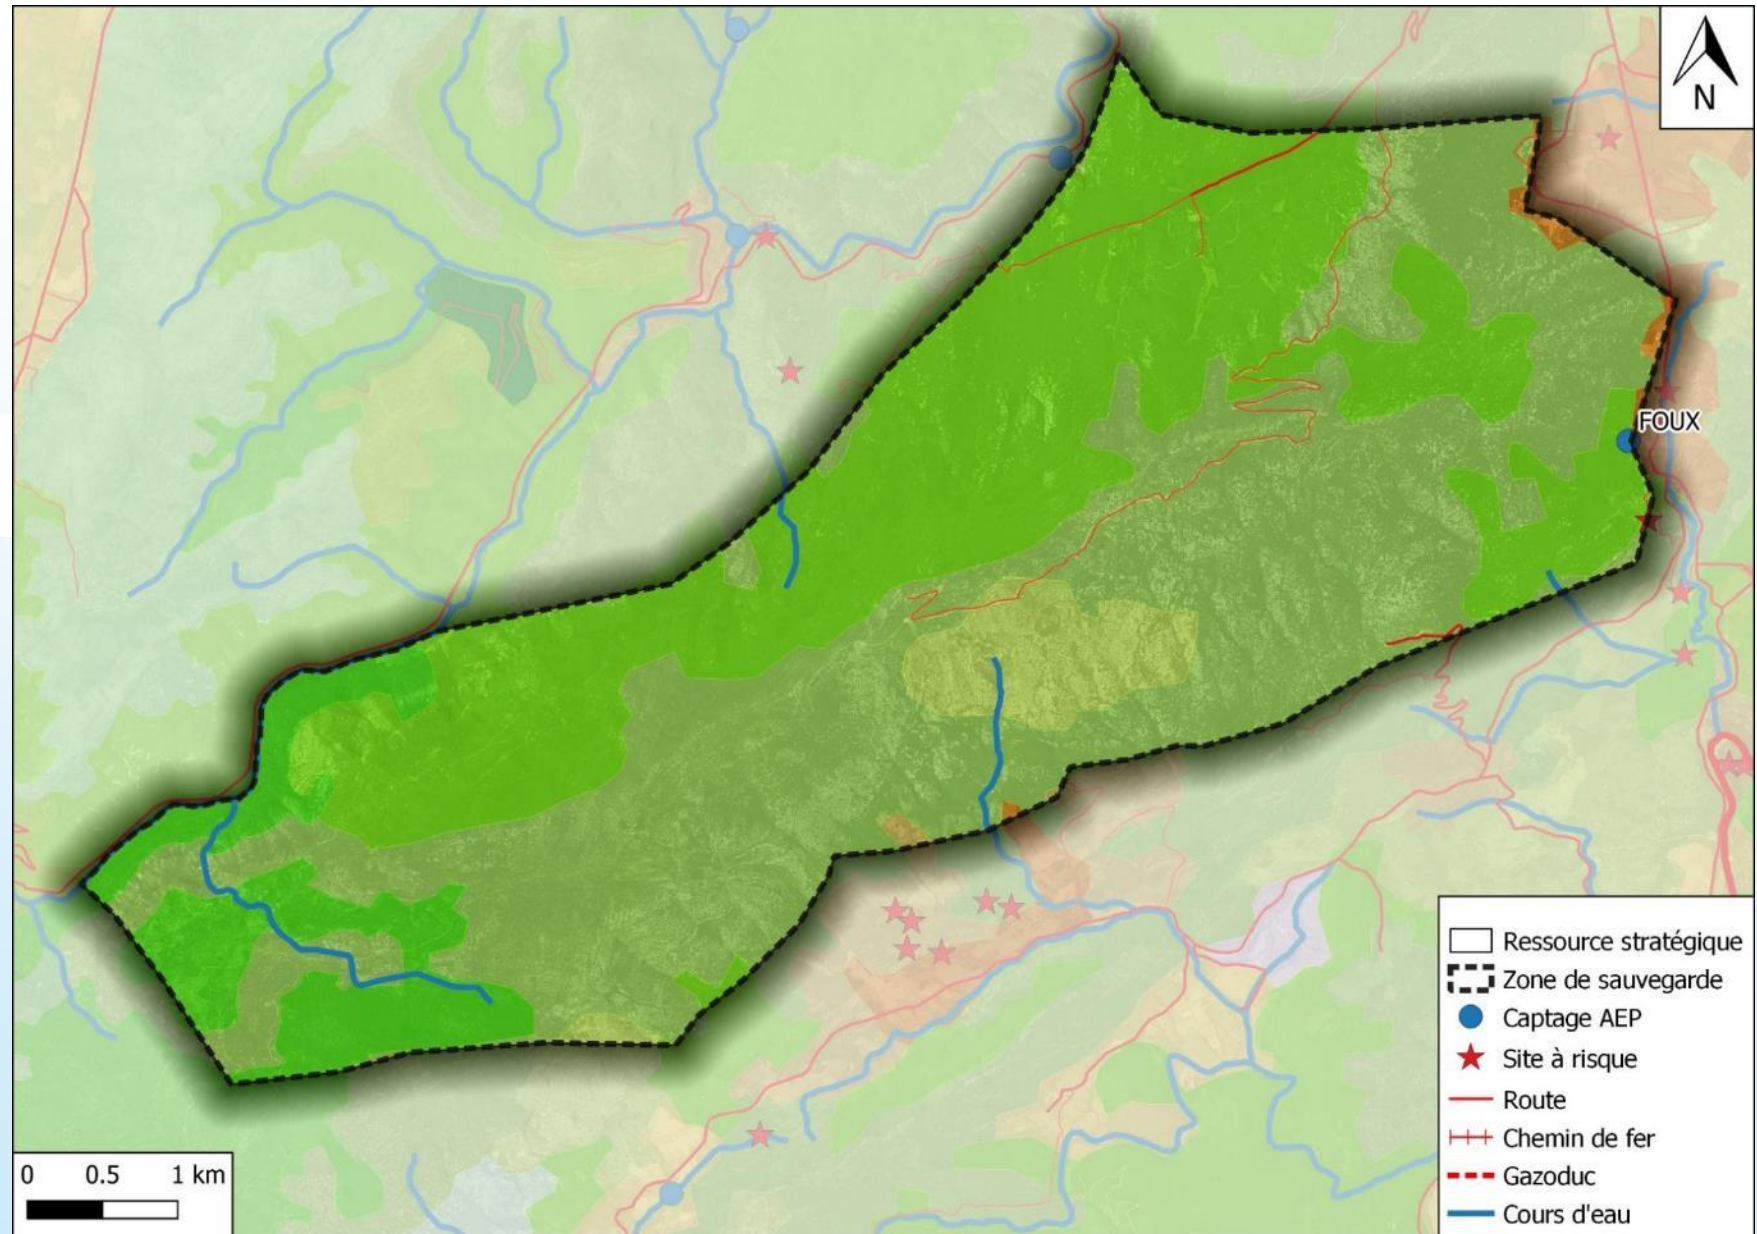 N
FOUX
Ressource stratégique
Zone de sauvegarde
Captage AEP
Site à risque
Route
Chemin de fer
Gazoduc
Cours d'eau
0 0.5 1 km